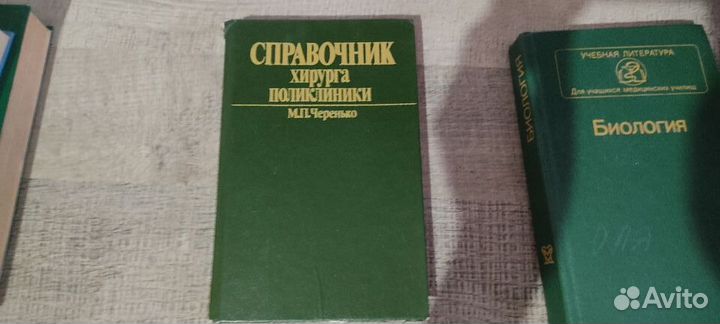 СПРАВОЧНИК
хирурга
ПОЛИКЛИНИКИ
М.П.Черенько
БИОЛОГИЯ
УЧЕБНАЯ ЛИТЕРАТУРА
Для учащихся медицинских училищ
Биология
Avito